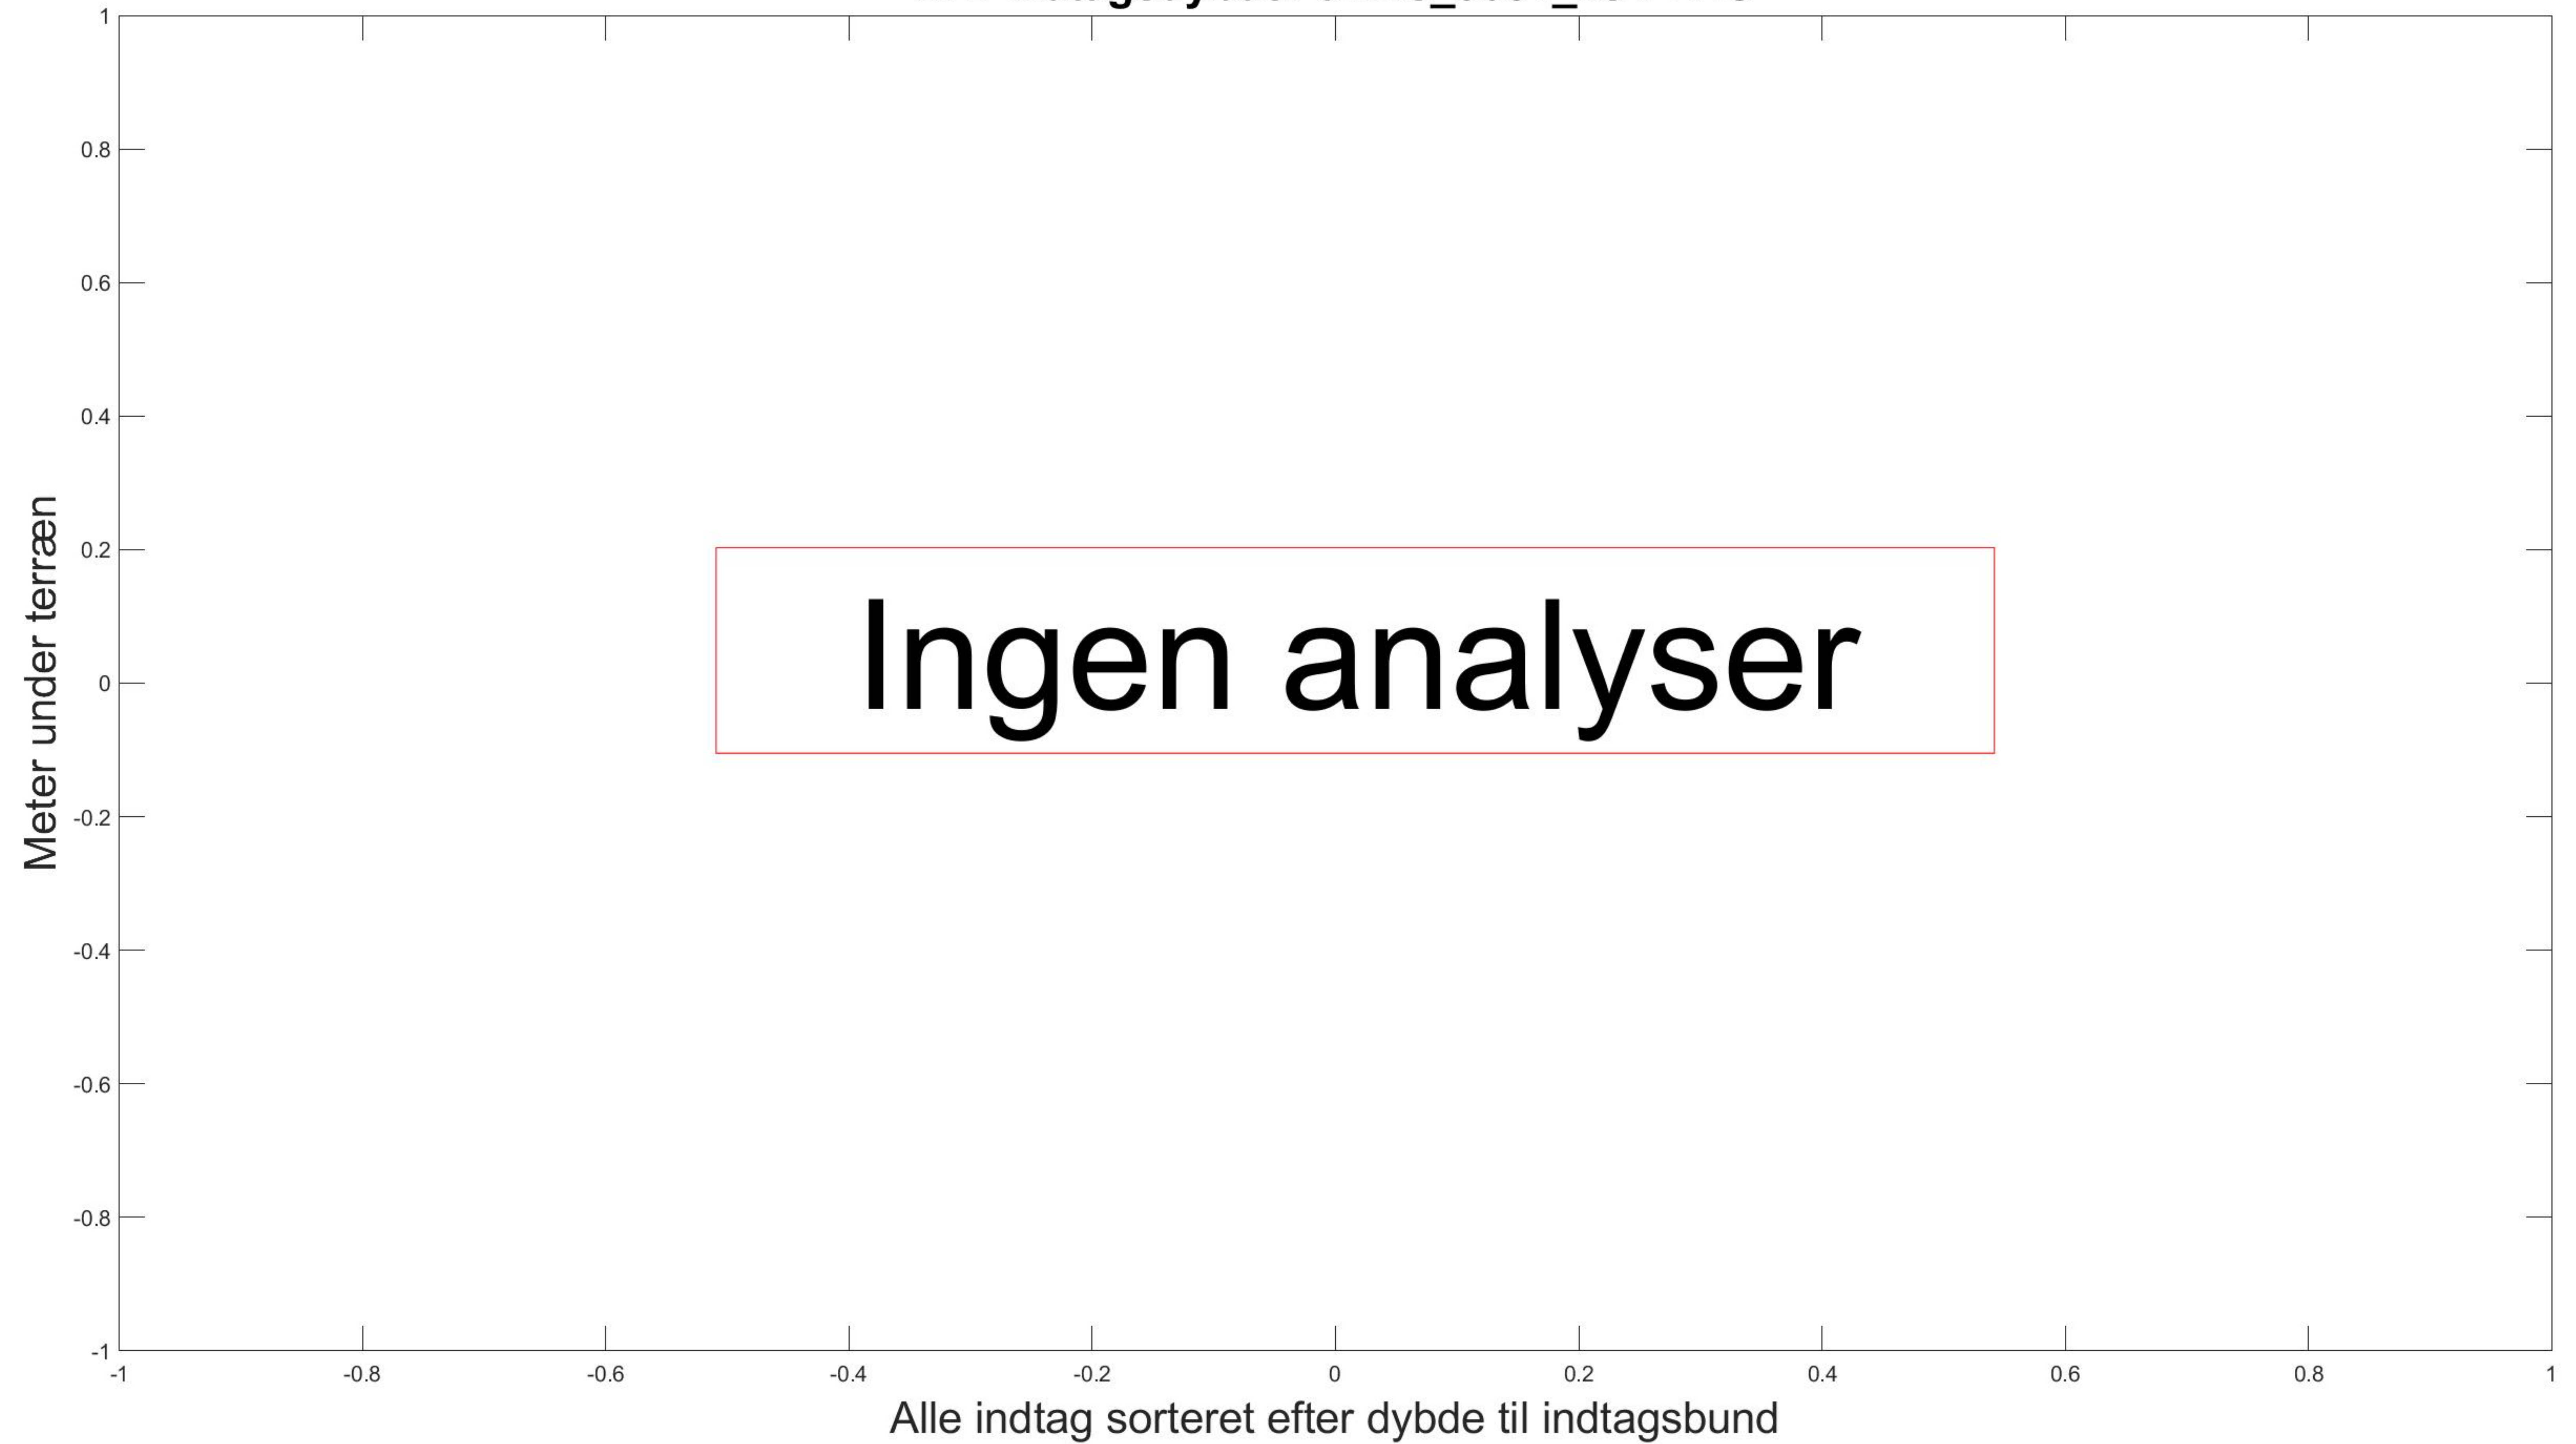 1
0.8
0.6
0.4
0.2
0
-0.2
-0.4
-0.6
-0.8
-1
Meter under terræn
Ingen analyser
-1 -0.8 -0.6 -0.4 -0.2 0 0.2 0.4 0.6 0.8 1
Alle indtag sorteret efter dybde til indtagsbund